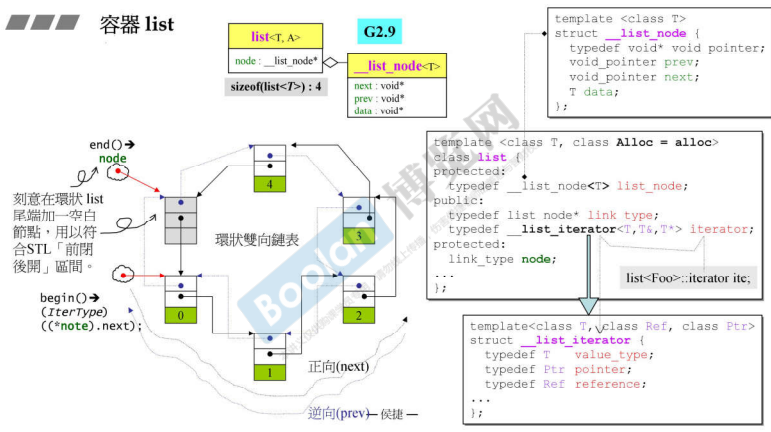 容器 list
list<T, A>
node : __list_node*
sizeof(list<T>) : 4
G2.9
__list_node<T>
next : void*
prev : void*
data : void*
template <class T>
struct __list_node {
typedef void* void pointer;
void_pointer prev;
void_pointer next;
T data;
};
end()➔
node
刻意在環狀 list
尾端加一空白
節點，用以符
合STL「前閉
後開」區間。
begin()➔
(IterType)
((*note).next);
4
3
環狀雙向鏈表
0
2
1
正向(next)
逆向(prev)
— 侯捷 —
template <class T, class Alloc = alloc>
class list {
protected:
typedef __list_node<T> list_node;
public:
typedef list node* link type;
typedef __list_iterator<T,T&,T*> iterator;
protected:
link_type node;
...
};
list<Foo>::iterator ite;
template<class T, class Ref, class Ptr>
struct __list_iterator {
typedef T value_type;
typedef Ptr pointer;
typedef Ref reference;
...
};
Boolan
博览网